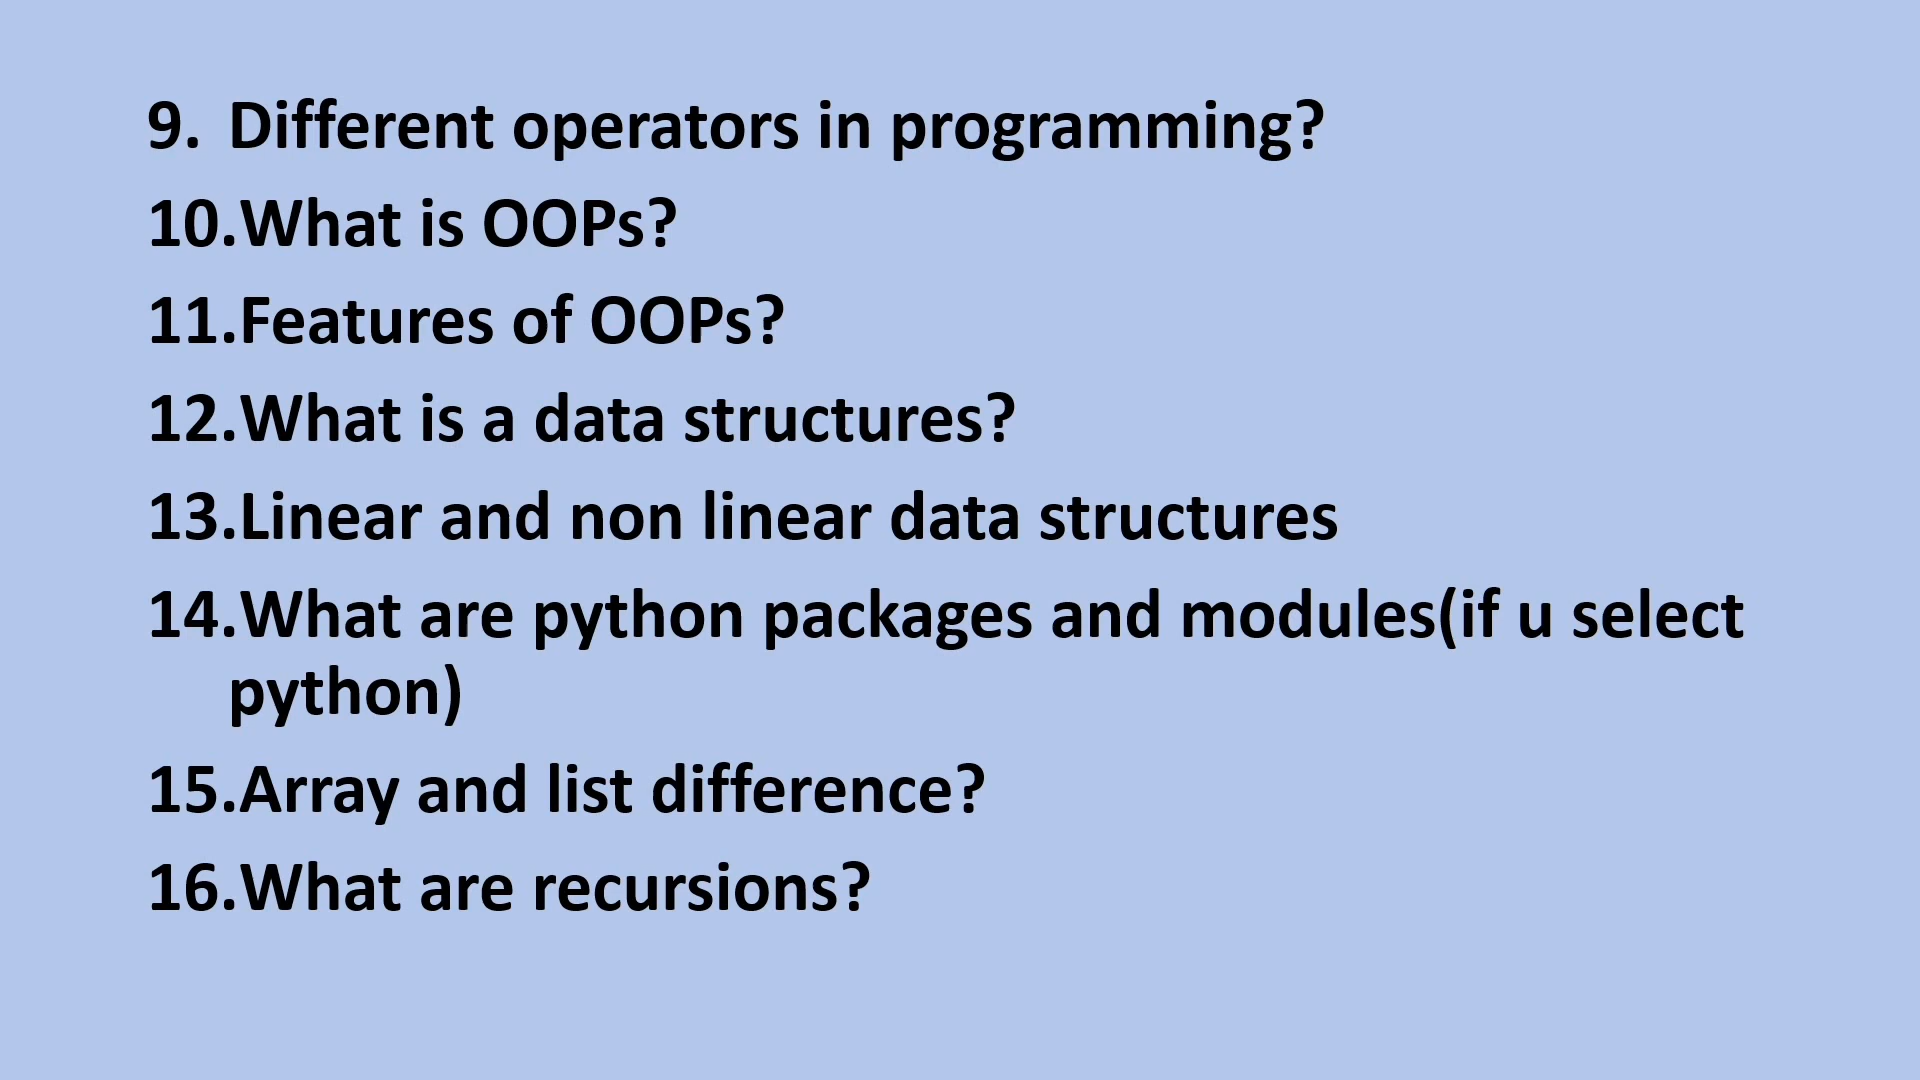 9. Different operators in programming?
10.What is OOPs?
11.Features of OOPs?
12.What is a data structures?
13.Linear and non linear data structures
14.What are python packages and modules(if u select
python)
15.Array and list difference?
16.What are recursions?